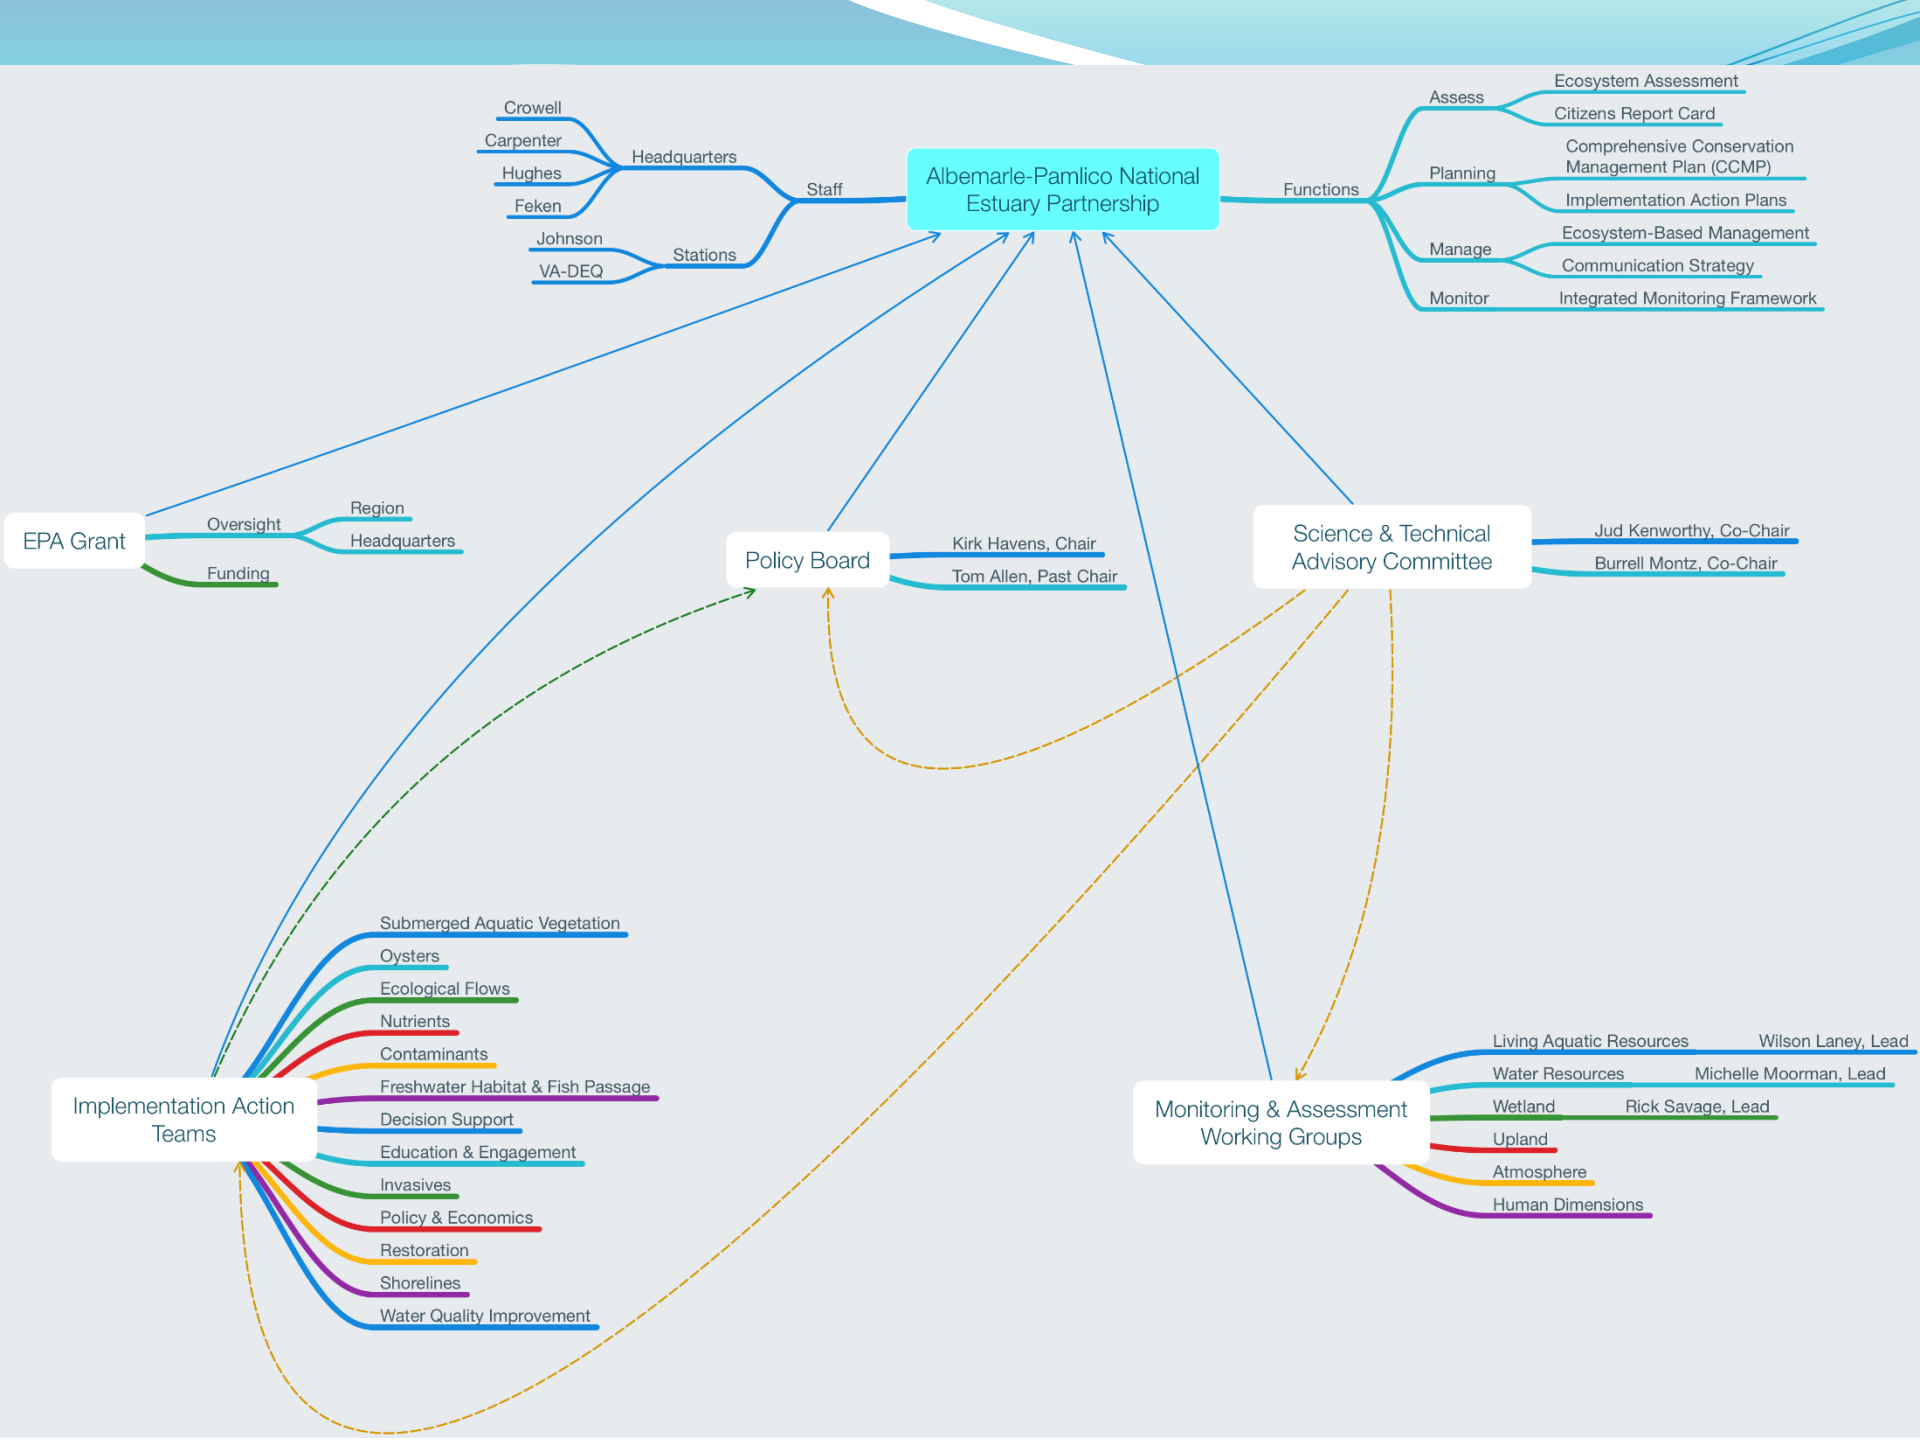 Crowell
Carpenter
Hughes
Feken
Headquarters
Johnson
VA-DEQ
Stations
Staff
Albemarle-Pamlico National
Estuary Partnership
Functions
Assess
Ecosystem Assessment
Citizens Report Card
Planning
Comprehensive Conservation
Management Plan (CCMP)
Implementation Action Plans
Manage
Ecosystem-Based Management
Communication Strategy
Monitor
Integrated Monitoring Framework
EPA Grant
Oversight
Region
Headquarters
Funding
Policy Board
Kirk Havens, Chair
Tom Allen, Past Chair
Science & Technical
Advisory Committee
Jud Kenworthy, Co-Chair
Burrell Montz, Co-Chair
Implementation Action
Teams
Submerged Aquatic Vegetation
Oysters
Ecological Flows
Nutrients
Contaminants
Freshwater Habitat & Fish Passage
Decision Support
Education & Engagement
Invasives
Policy & Economics
Restoration
Shorelines
Water Quality Improvement
Monitoring & Assessment
Working Groups
Living Aquatic Resources
Wilson Laney, Lead
Water Resources
Michelle Moorman, Lead
Wetland
Rick Savage, Lead
Upland
Atmosphere
Human Dimensions